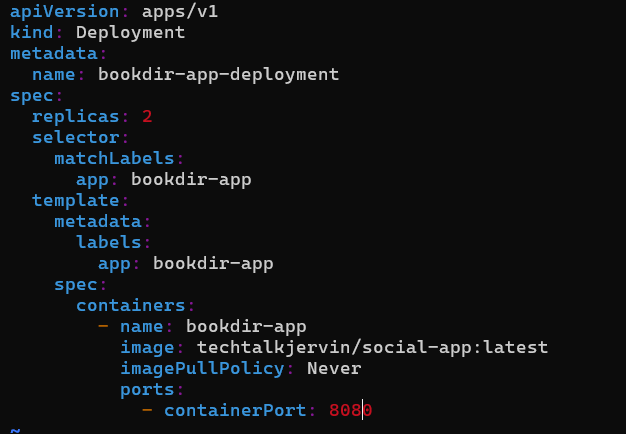 apiVersion: apps/v1
kind: Deployment
metadata:
  name: bookdir-app-deployment
spec:
  replicas: 2
  selector:
    matchLabels:
      app: bookdir-app
  template:
    metadata:
      labels:
        app: bookdir-app
    spec:
      containers:
        - name: bookdir-app
          image: techtalkjervin/social-app:latest
          imagePullPolicy: Never
          ports:
            - containerPort: 8080
~